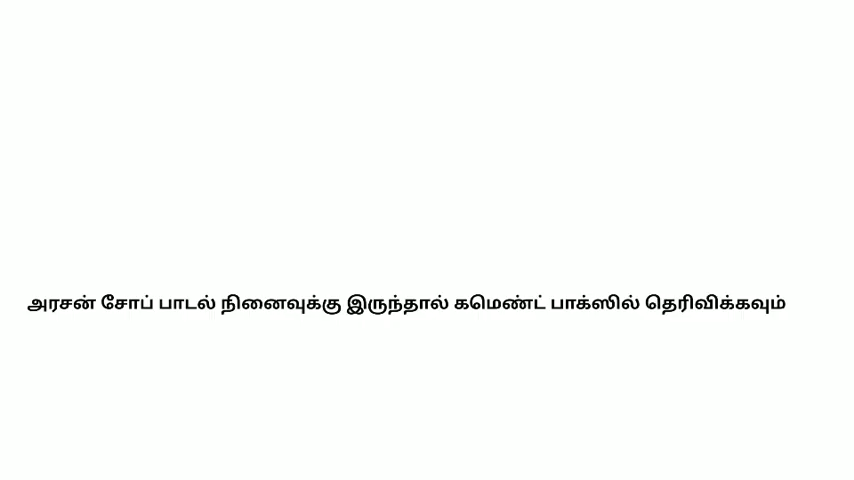 அரசன் சோப் பாடல் நினைவுக்கு இருந்தால் கமெண்ட் பாக்ஸில் தெரிவிக்கவும்